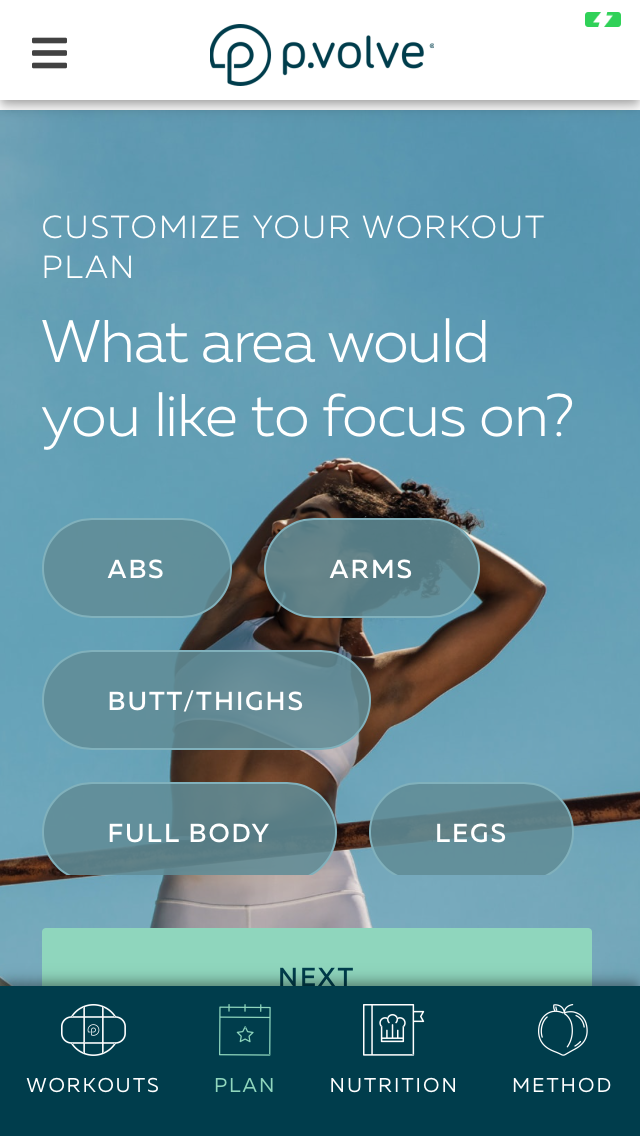 p.volve
CUSTOMIZE YOUR WORKOUT
PLAN
What area would
you like to focus on?
ABS
ARMS
BUTT/THIGHS
FULL BODY
LEGS
NEXT
WORKOUTS
PLAN
NUTRITION
METHOD